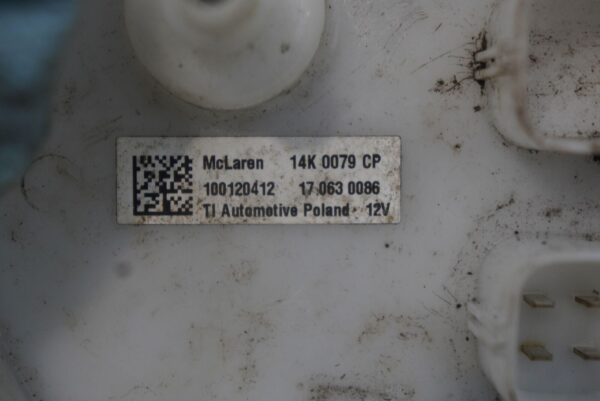 McLaren 14K 0079 CP
100120412 17 063 0086
TI Automotive Poland 12V